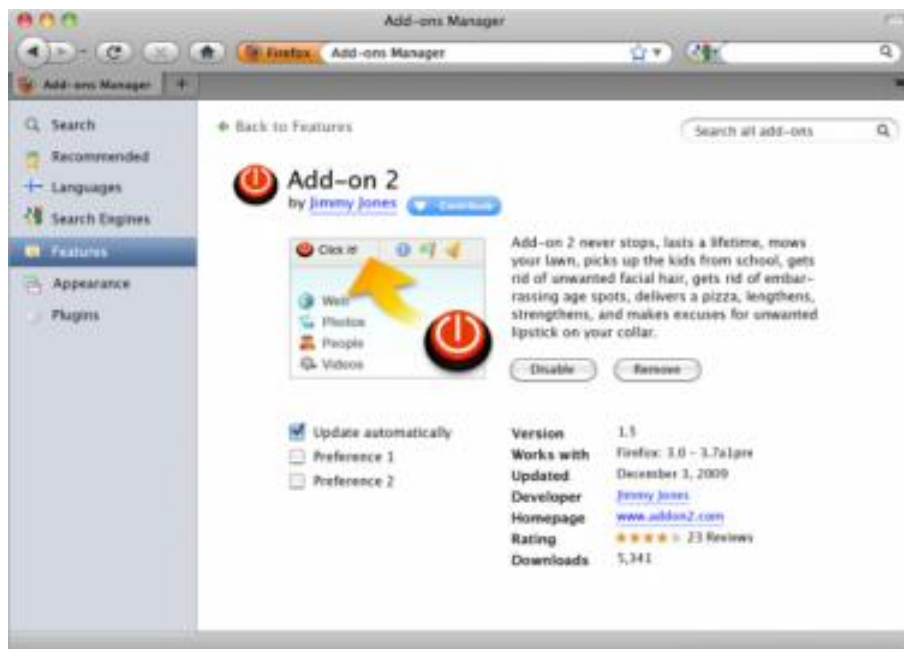 Add-ons Manager
Firefox Add-ons Manager
Add-ons Manager
Search
Recommended
Languages
Search Engines
Features
Appearance
Plugins
Back to Features
Search all add-ons
Add-on 2
by Jimmy Jones Contribute
Click it!
Web
Photos
People
Videos
Add-on 2 never stops, lasts a lifetime, mows
your lawn, picks up the kids from school, gets
rid of unwanted facial hair, gets rid of embar-
rassing age spots, delivers a pizza, lengthens,
strengthens, and makes excuses for unwanted
lipstick on your collar.
Disable Remove
Update automatically
Preference 1
Preference 2
Version 1.5
Works with Firefox: 3.0 - 3.7a1pre
Updated December 3, 2009
Developer Jimmy Jones
Homepage www.addon2.com
Rating 23 Reviews
Downloads 5,341